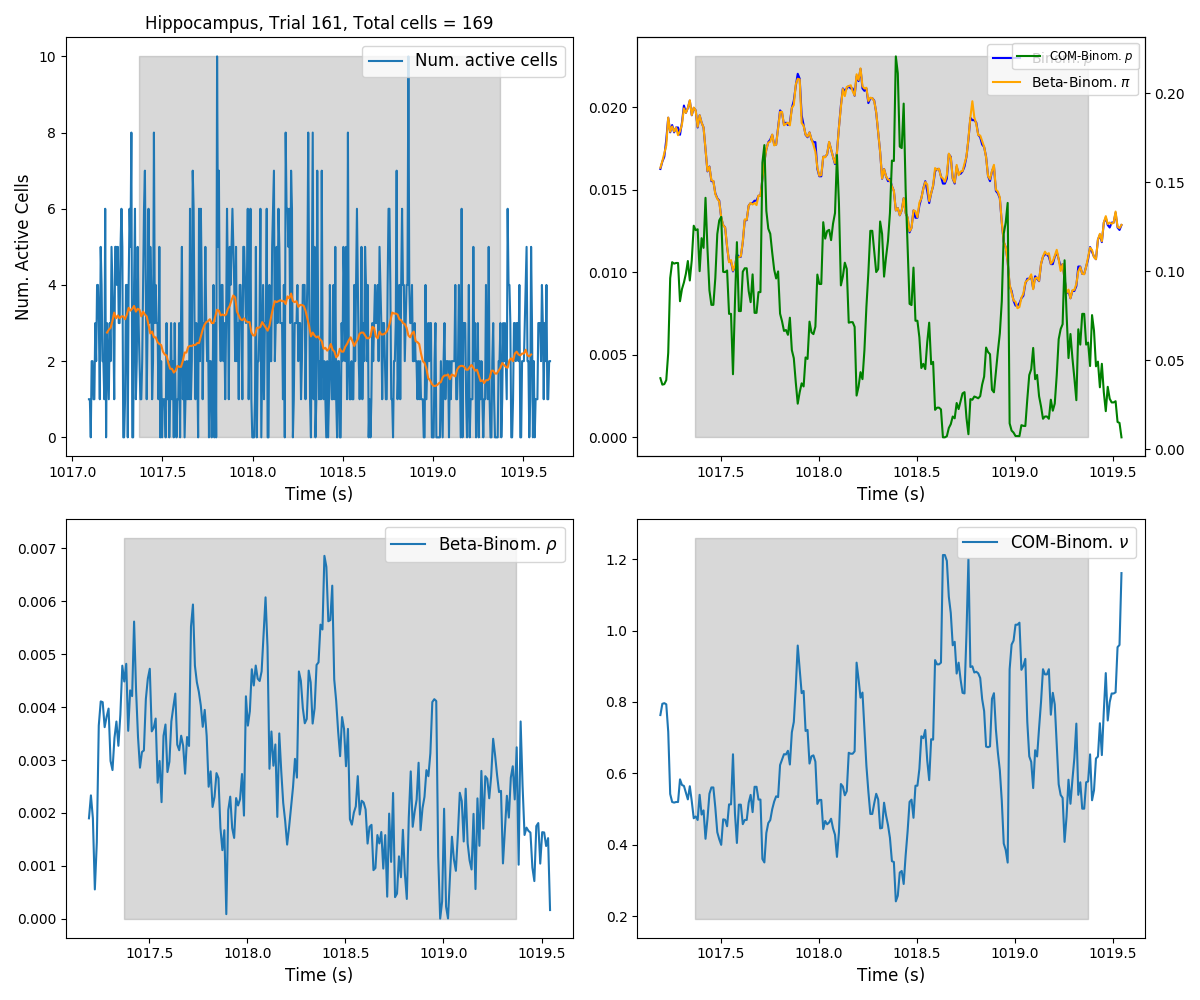 Hippocampus, Trial 161, Total cells = 169
Num. active cells
Num. Active Cells
10
8
6
4
2
0
1017.0 1017.5 1018.0 1018.5 1019.0 1019.5
Time (s)
COM-Binom. p
Beta-Binom. π
0.020
0.015
0.010
0.005
0.000
0.20
0.15
0.10
0.05
0.00
1017.5 1018.0 1018.5 1019.0 1019.5
Time (s)
Beta-Binom. ρ
0.007
0.006
0.005
0.004
0.003
0.002
0.001
0.000
1017.5 1018.0 1018.5 1019.0 1019.5
Time (s)
COM-Binom. ν
1.2
1.0
0.8
0.6
0.4
0.2
1017.5 1018.0 1018.5 1019.0 1019.5
Time (s)